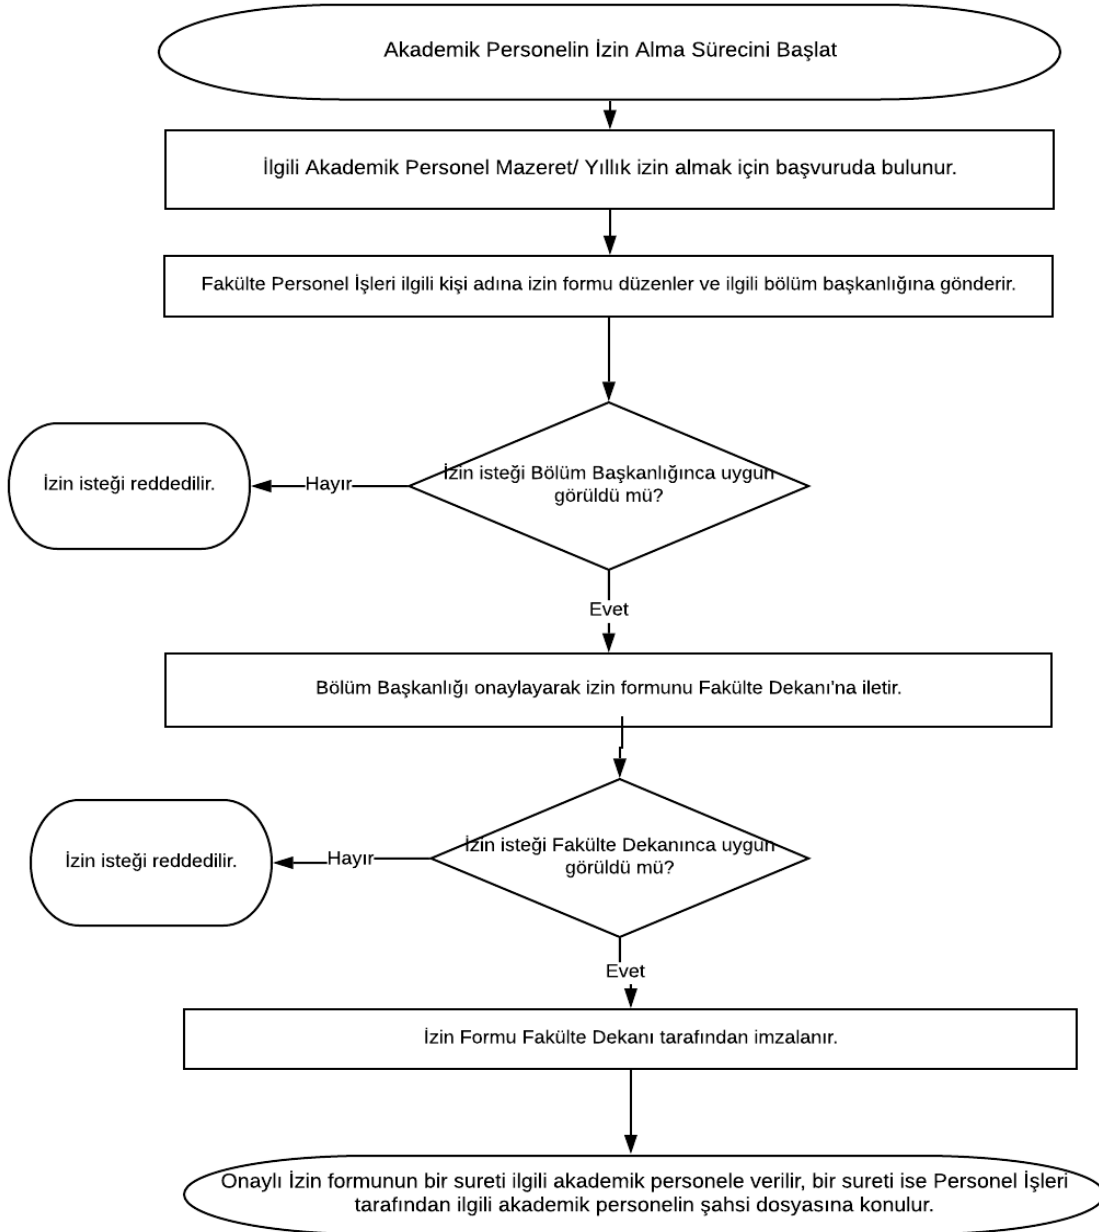 Akademik Personelin İzin Alma Sürecini Başlat
İlgili Akademik Personel Mazeret/ Yıllık izin almak için başvuruda bulunur.
Fakülte Personel İşleri ilgili kişi adına izin formu düzenler ve ilgili bölüm başkanlığına gönderir.
İzin isteği Bölüm Başkanlığınca uygun
görüldü mü?
Hayır
İzin isteği reddedilir.
Evet
Bölüm Başkanlığı onaylayarak izin formunu Fakülte Dekanı'na iletir.
İzin isteği Fakülte Dekanınca uygun
görüldü mü?
Hayır
İzin isteği reddedilir.
Evet
İzin Formu Fakülte Dekanı tarafından imzalanır.
Onaylı İzin formunun bir sureti ilgili akademik personele verilir, bir sureti ise Personel İşleri
tarafından ilgili akademik personelin şahsi dosyasına konulur.